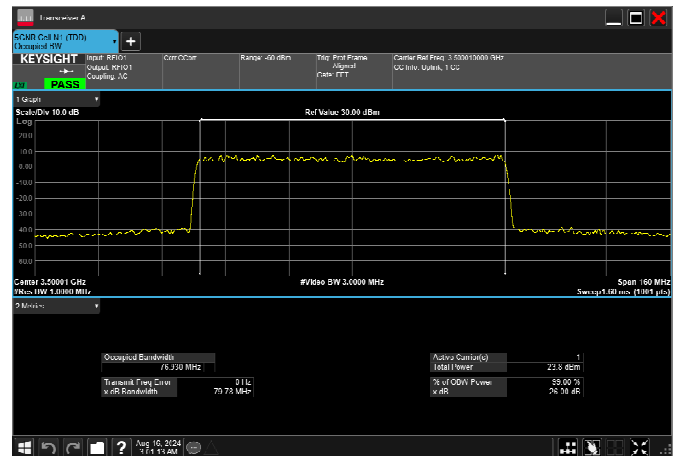 Transceiver A
5GNR Cell N1 (TDD)
Occupied BW
KEYSIGHT
Input: RFIO1
Output: RFIO1
Coupling: AC
PASS
Corr CCorr
Range: -60 dBm
Trig: Prdt Frame
Aligned
Gate: FFT
Carrier Ref Freq: 3.500010000 GHz
CC Info: Uplink, 1 CC
1 Graph
Scale/Div 10.0 dB
Ref Value 30.00 dBm
Log
20.0
10.0
0.00
-10.0
-20.0
30.0
40.0
50.0
60.0
Center 3.50001 GHz
#Video BW 3.0000 MHz
Span 160 MHz
#Res BW 1.0000 MHz
Sweep 1.60 ms (1001 pts)
2 Metrics
Occupied Bandwidth
76.930 MHz
Active Carrier(s)
1
Total Power
23.8 dBm
Transmit Freq Error
0 Hz
x dB Bandwidth
79.78 MHz
% of OBW Power
99.00 %
x dB
-26.00 dB
?
Aug 16, 2024